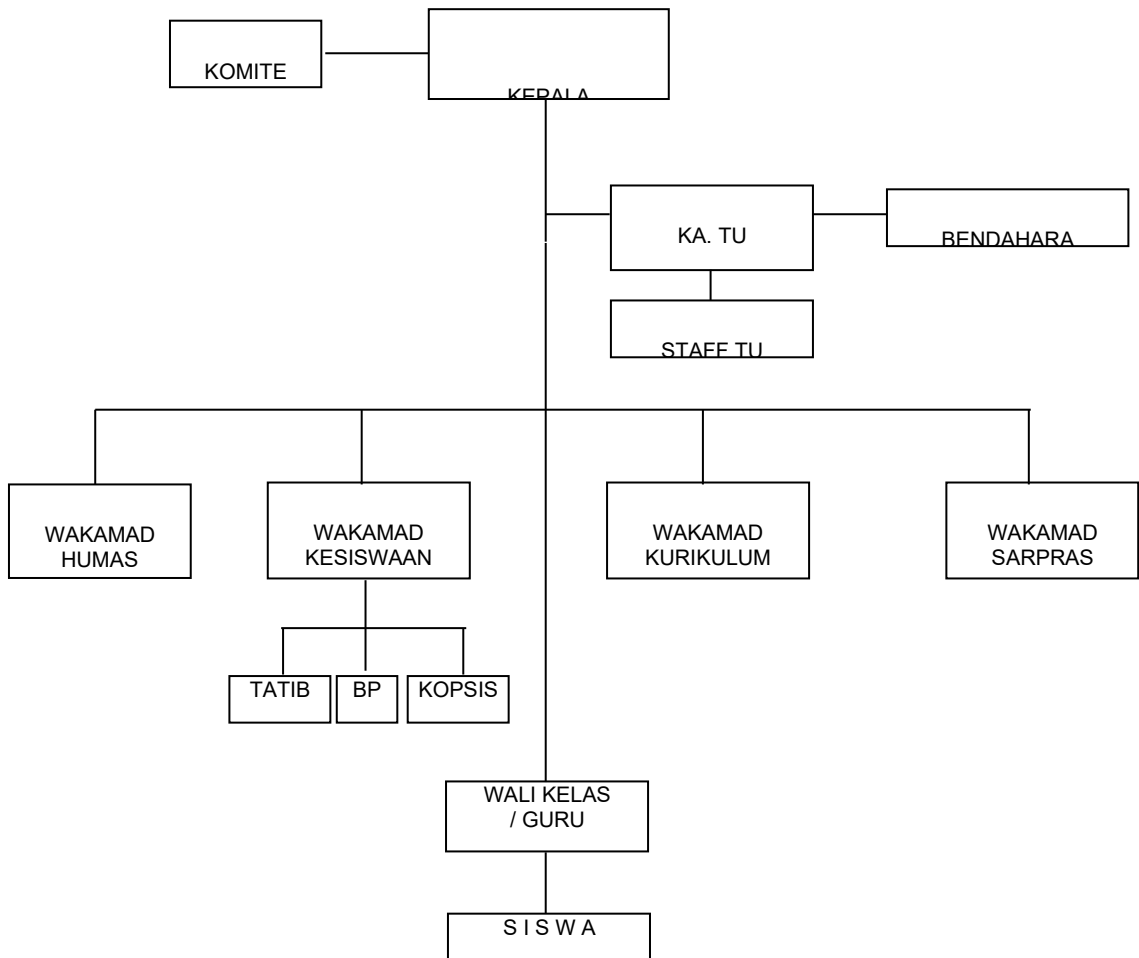 KOMITE
KEPALA
KA. TU
BENDAHARA
STAFF TU
WAKAMAD
HUMAS
WAKAMAD
KESISWAAN
WAKAMAD
KURIKULUM
WAKAMAD
SARPRAS
TATIB
BP
KOPSIS
WALI KELAS
/ GURU
S I S W A